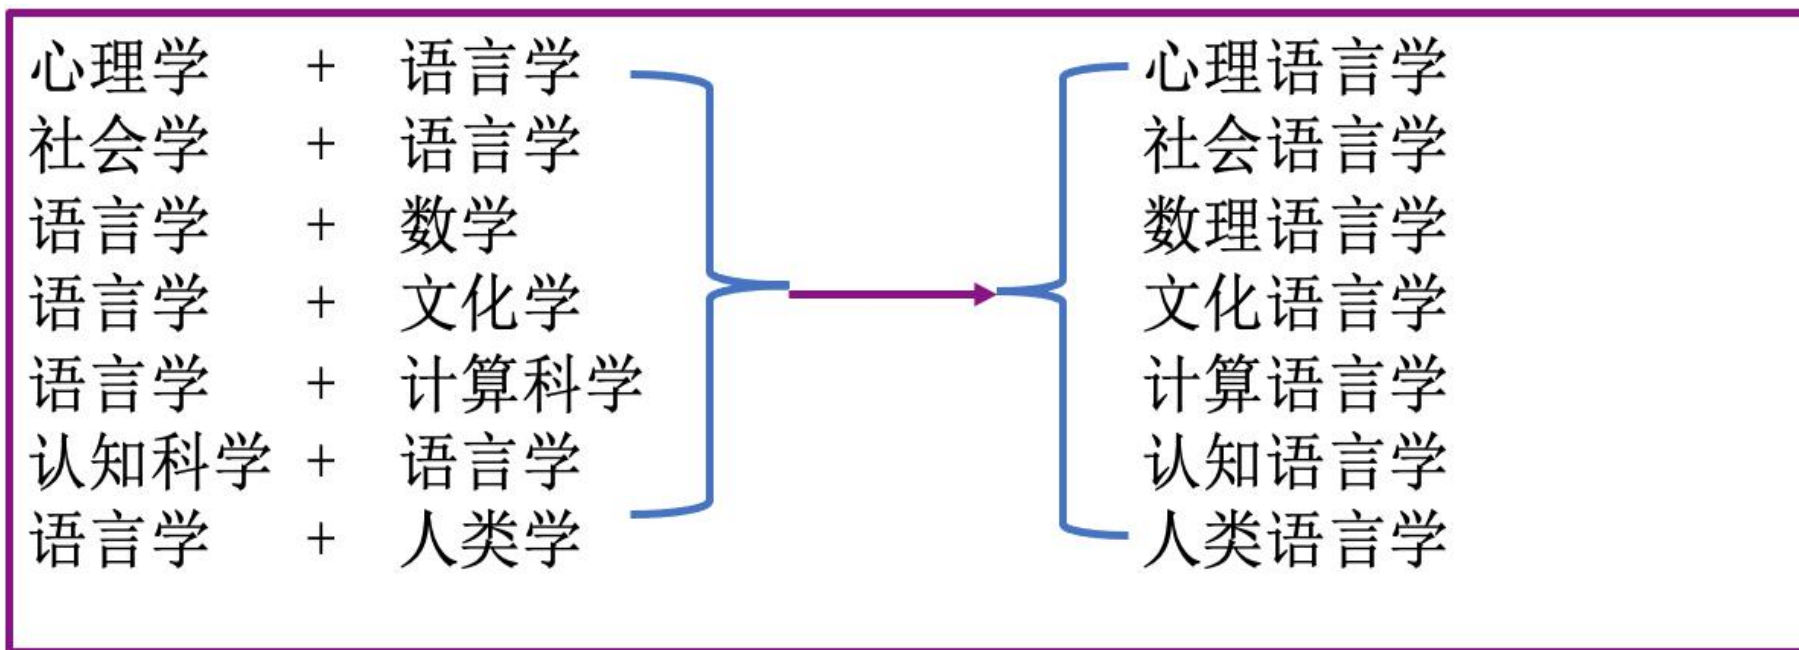 心理学 + 语言学 心理语言学
社会学 + 语言学 社会语言学
语言学 + 数学 数理语言学
语言学 + 文化学 文化语言学
语言学 + 计算科学 计算语言学
认知科学 + 语言学 认知语言学
语言学 + 人类学 人类语言学